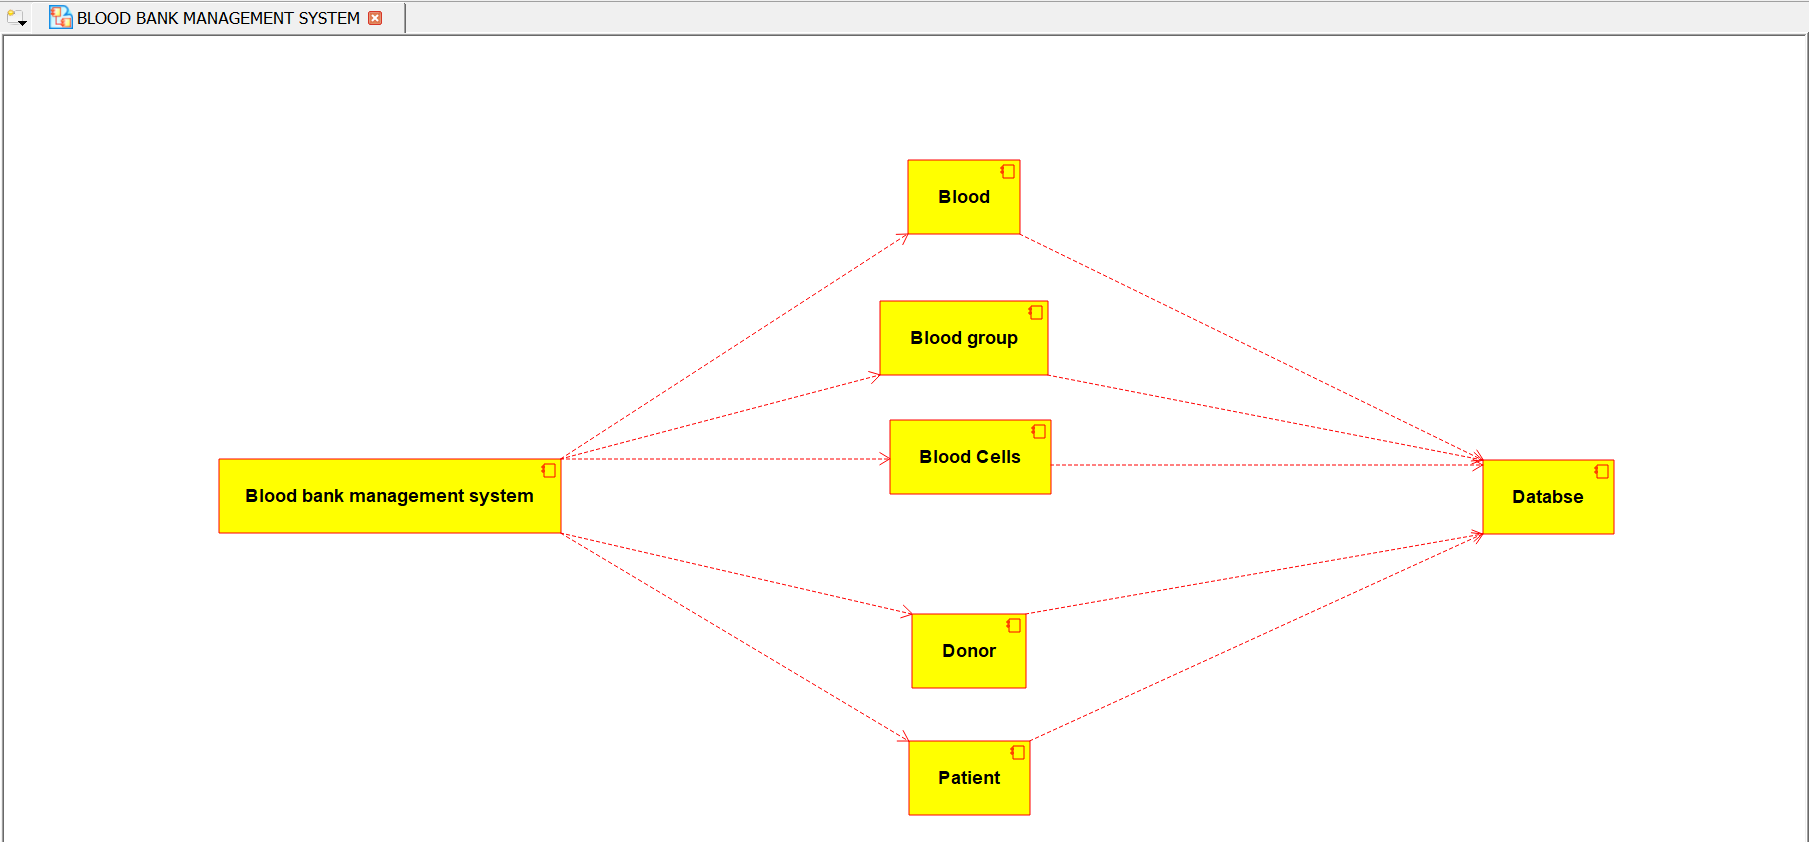 BLOOD BANK MANAGEMENT SYSTEM
Blood
Blood group
Blood Cells
Blood bank management system
Databse
Donor
Patient